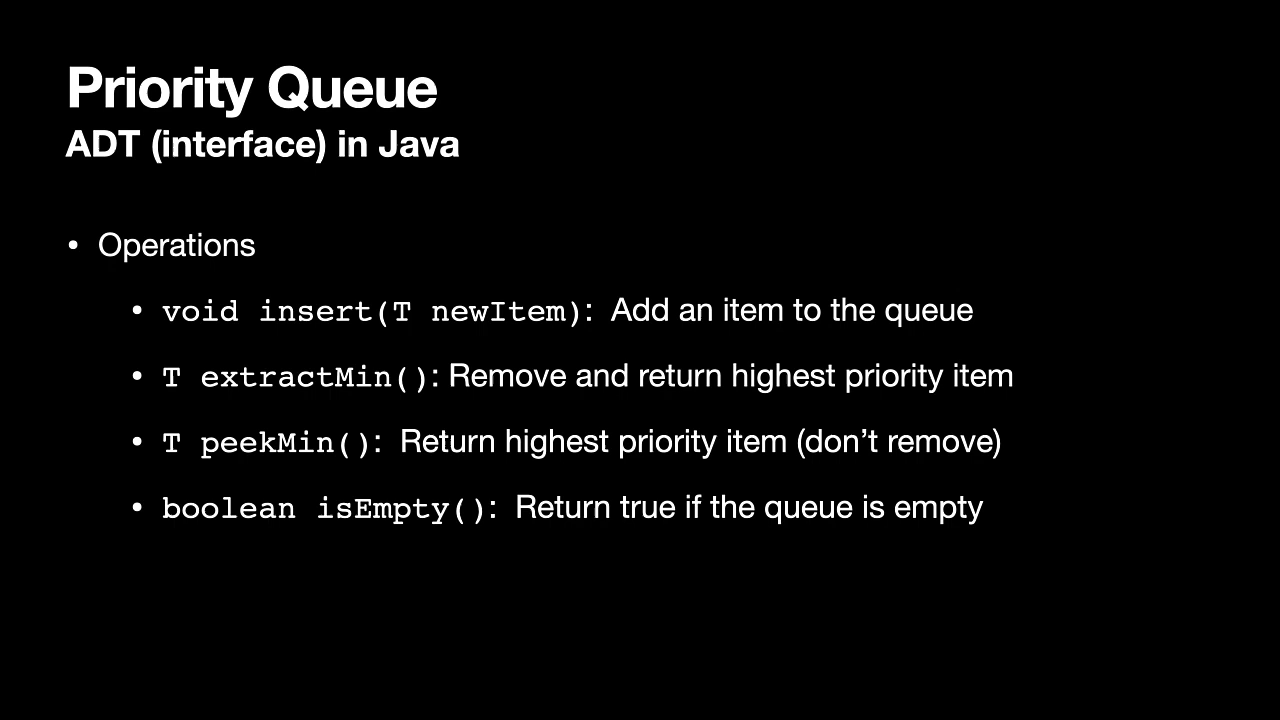 Priority Queue
ADT (interface) in Java
• Operations
• void insert(T newItem): Add an item to the queue
• T extractMin(): Remove and return highest priority item
• T peekMin(): Return highest priority item (don’t remove)
• boolean isEmpty(): Return true if the queue is empty